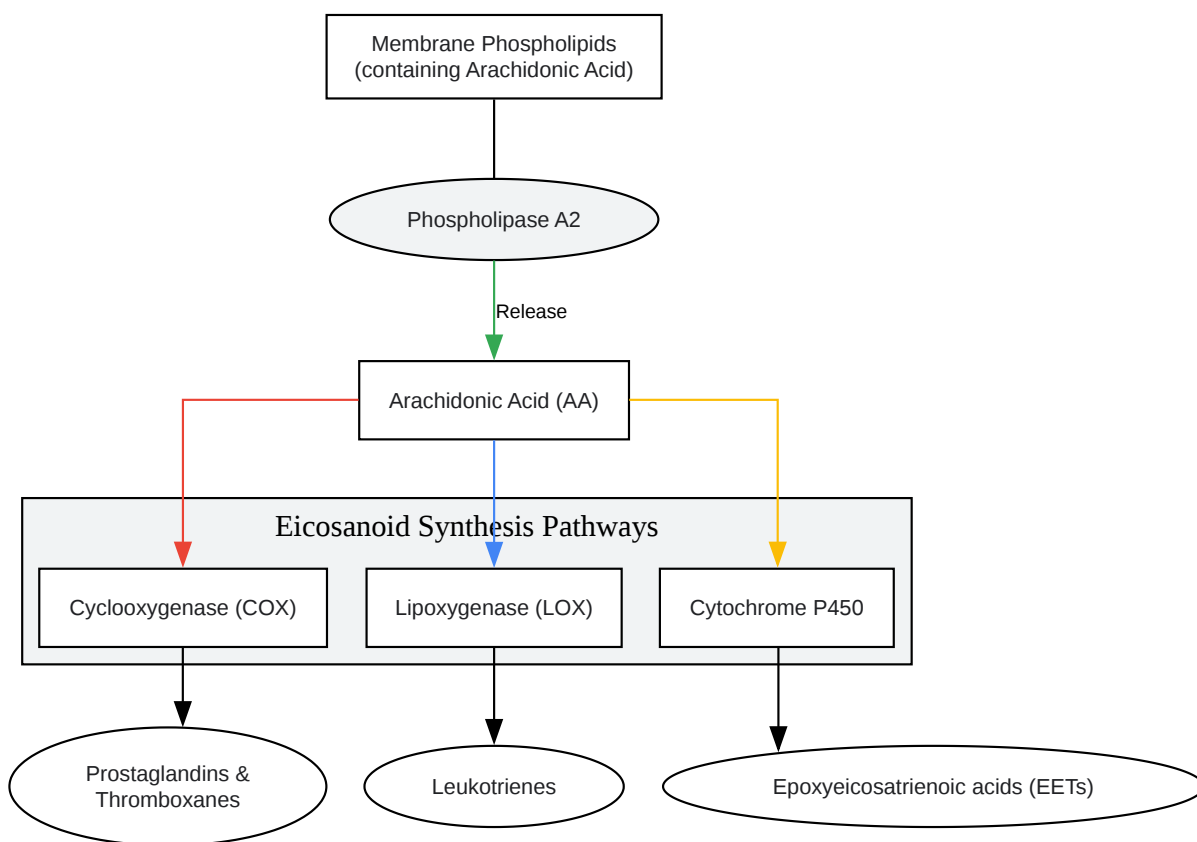 Membrane Phospholipids
(containing Arachidonic Acid)
Phospholipase A2
Release
Arachidonic Acid (AA)
Eicosanoid Synthesis Pathways
Cyclooxygenase (COX)
Lipoxygenase (LOX)
Cytochrome P450
Prostaglandins &
Thromboxanes
Leukotrienes
Epoxyeicosatrienoic acids (EETs)